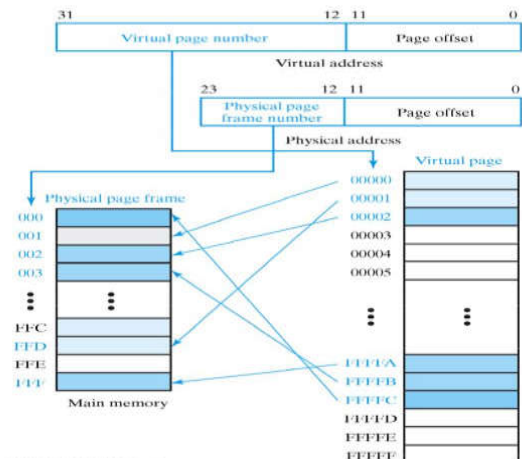 31 12 11 0
Virtual page number Page offset
Virtual address
23 12 11 0
Physical page frame number Page offset
Physical address
Virtual page
00000
00001
00002
00003
00004
00005
FFFFA
FFFFB
FFFFC
FFFFD
FFFFE
FFFFF
Physical page frame
000
001
002
003
FFC
FFD
FFE
FFF
Main memory